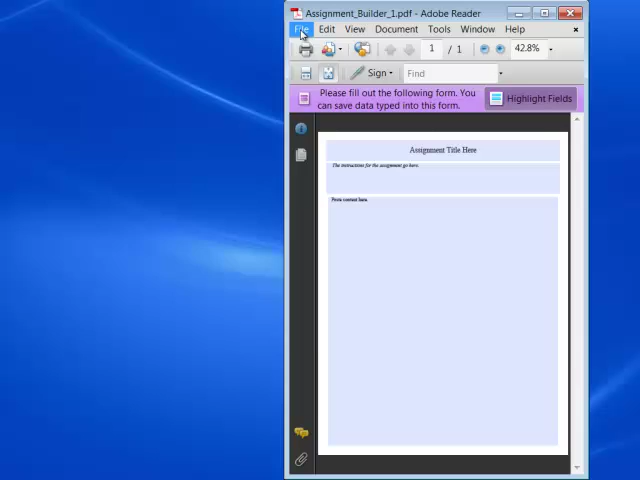 Assignment_Builder_1.pdf - Adobe Reader
File Edit View Document Tools Window Help
1 / 1 42.8%
Sign Find
Please fill out the following form. You
can save data typed into this form.
Highlight Fields
Assignment Title Here
The instructions for the assignment go here.
Press content here.